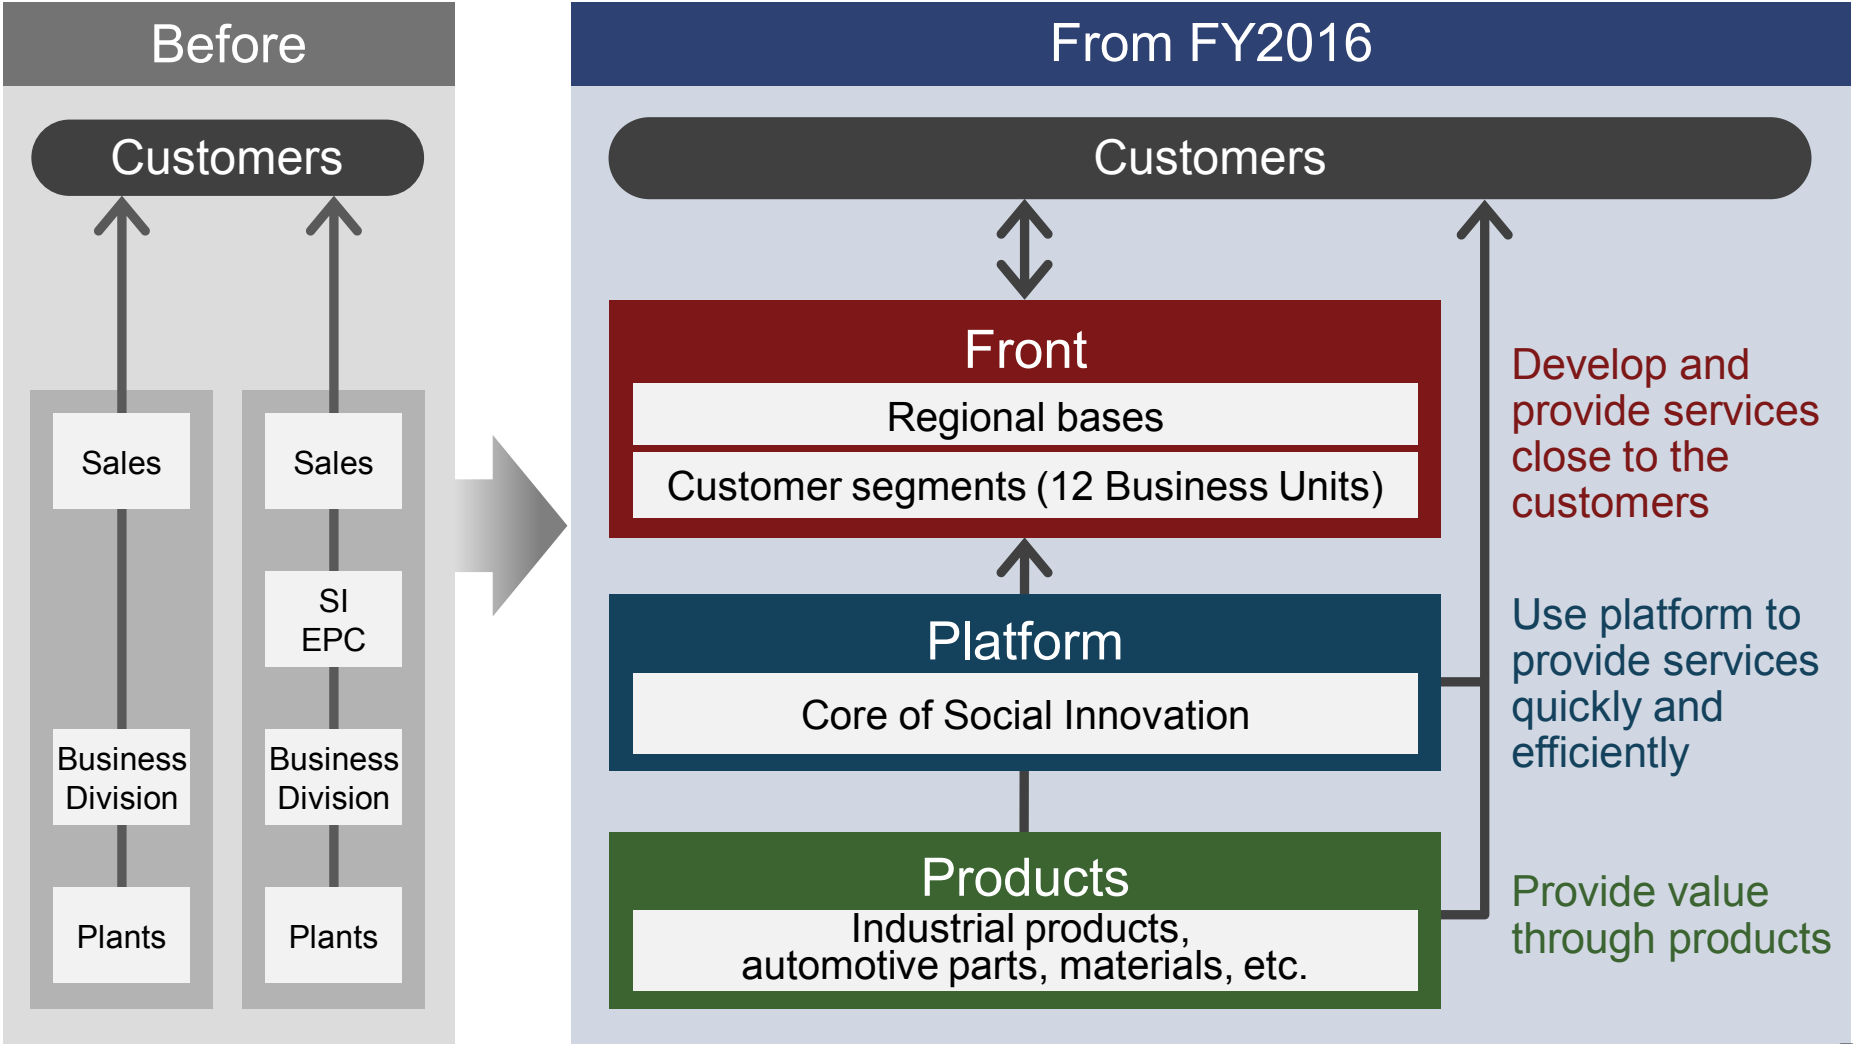 Before
Customers
Sales
Business
Division
Plants
Sales
SI
EPC
Business
Division
Plants
From FY2016
Customers
Front
Regional bases
Customer segments (12 Business Units)
Develop and
provide services
close to the
customers
Platform
Core of Social Innovation
Use platform to
provide services
quickly and
efficiently
Products
Industrial products,
automotive parts, materials, etc.
Provide value
through products